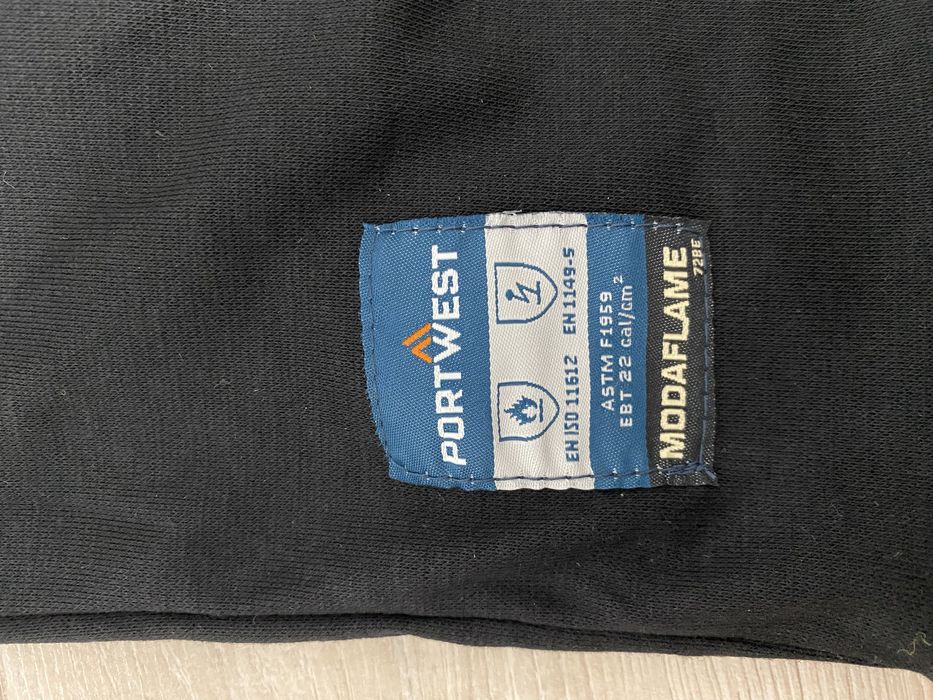 PORTWEST
EN ISO 11612 EN 1149-5
ASTM F1959
EBT 22 Cal/cm²
MODAFLAME
728E